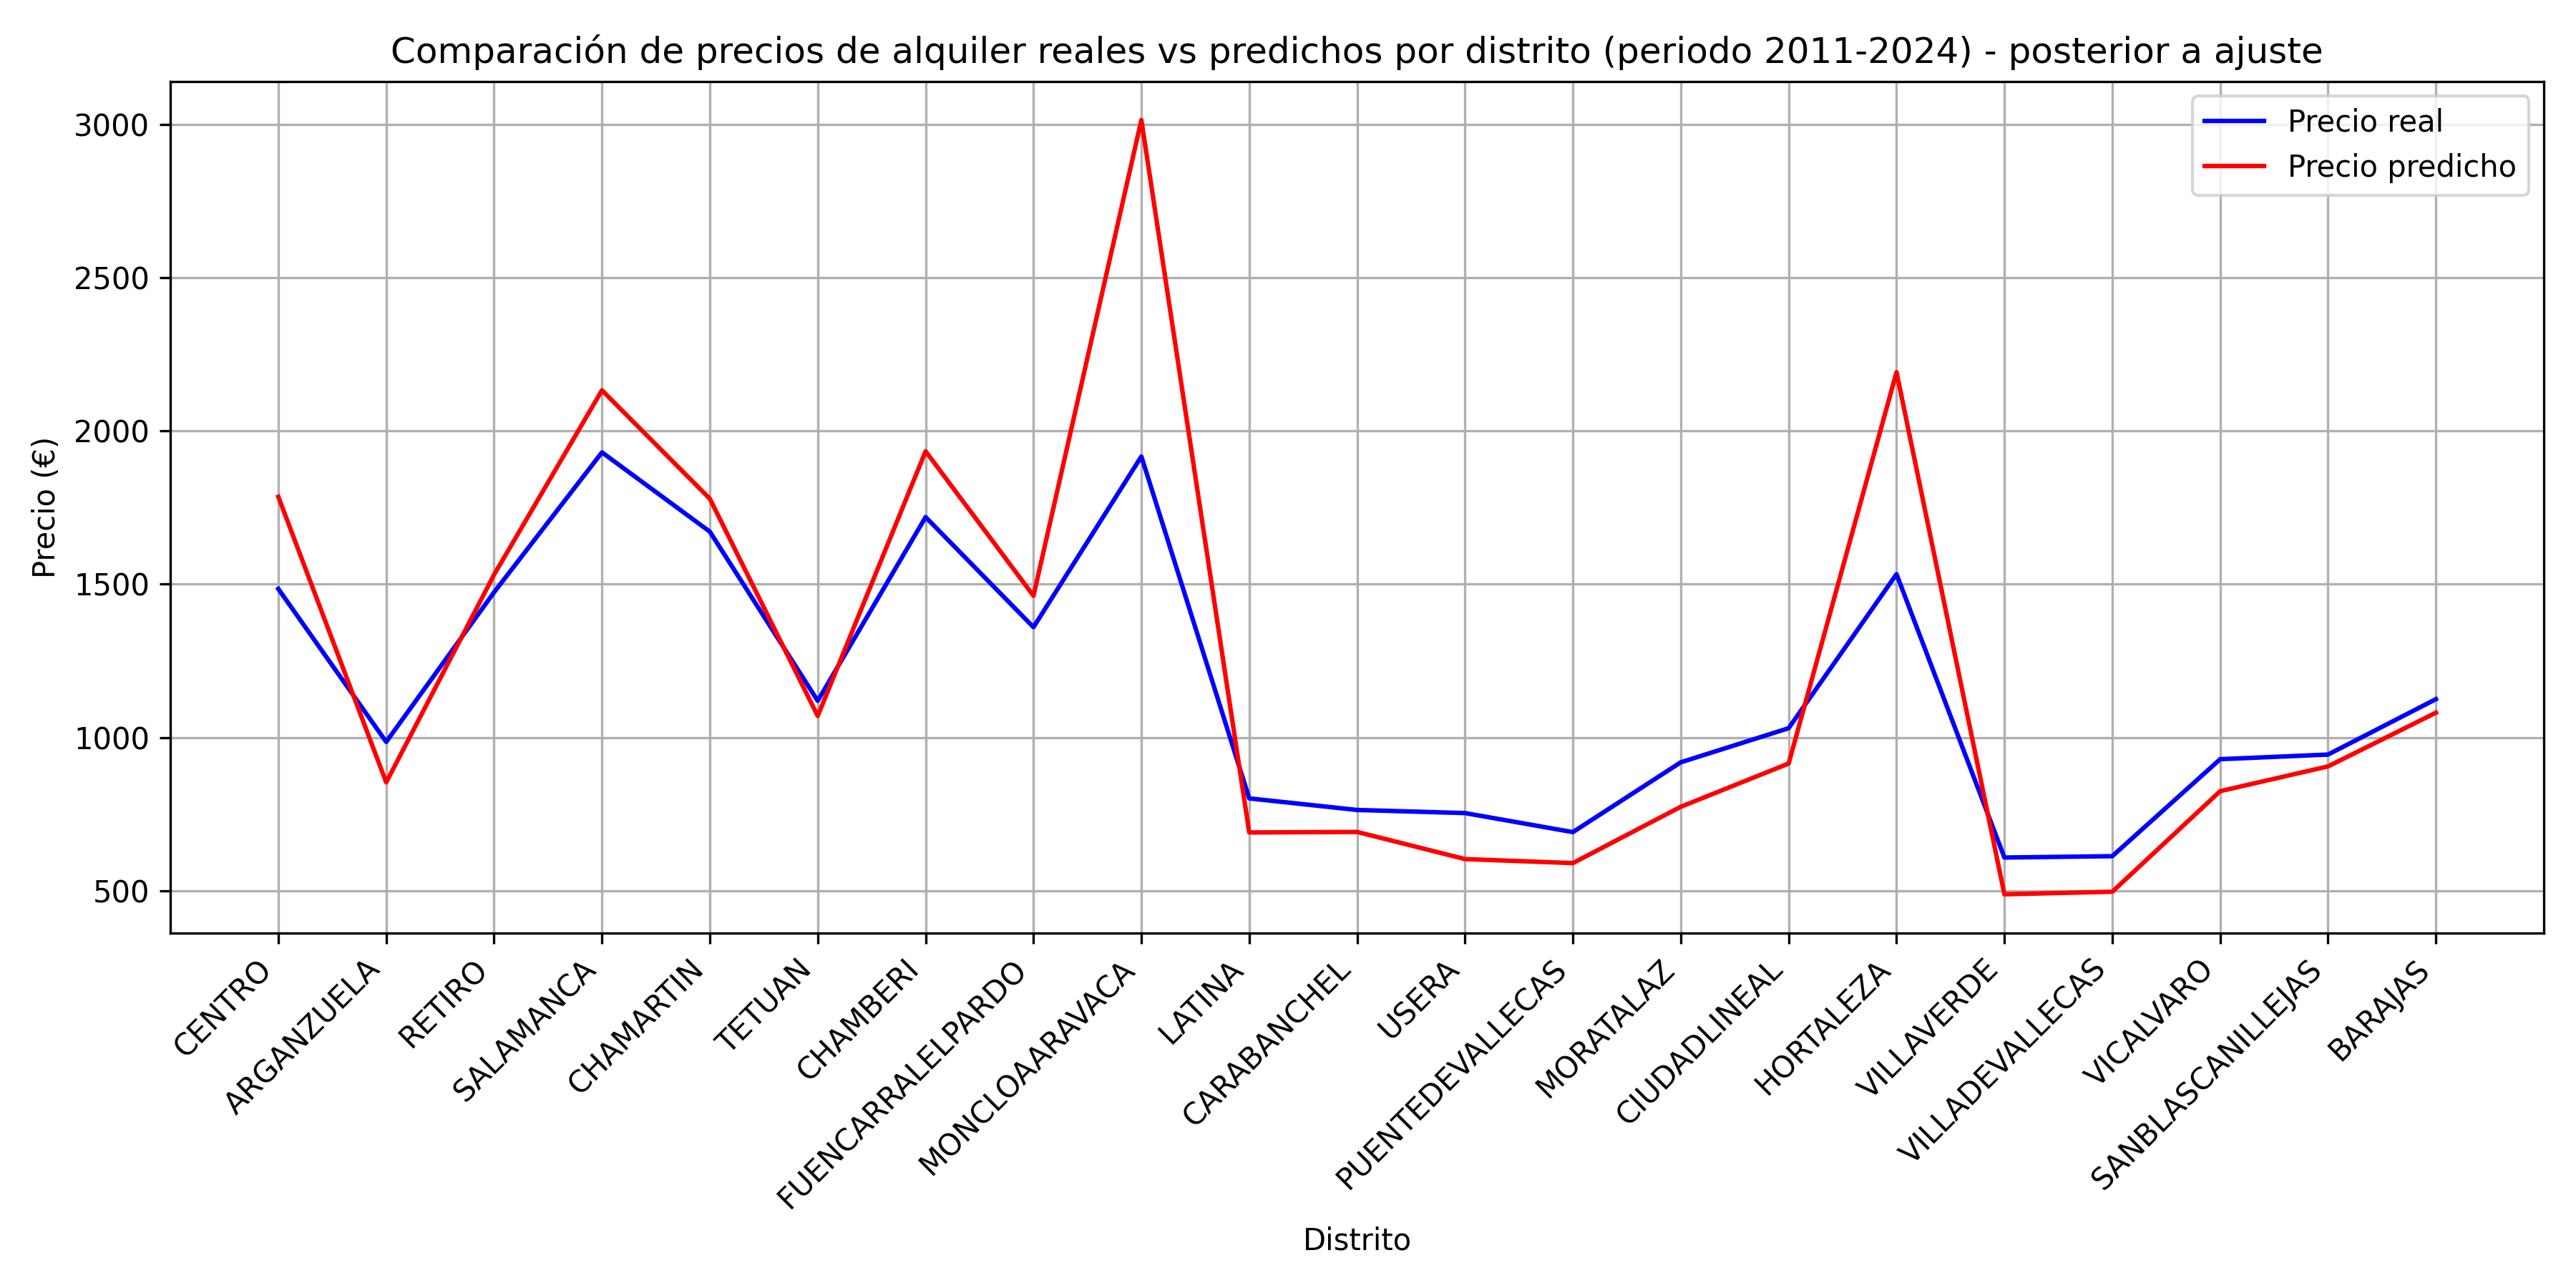 Comparación de precios de alquiler reales vs predichos por distrito (periodo 2011-2024) - posterior a ajuste
Precio real
Precio predicho
Precio (€)
3000
2500
2000
1500
1000
500
CENTRO
ARGANZUELA
RETIRO
SALAMANCA
CHAMARTIN
TETUAN
CHAMBERI
FUENCARRALELPARDO
MONCLOAARAVACA
LATINA
CARABANCHEL
USERA
PUENTEDEVALLECAS
MORATALAZ
CIUDADLINEAL
HORTALEZA
VILLAVERDE
VILLADEVALLECAS
VICALVARO
SANBLASCANILLEJAS
BARAJAS
Distrito